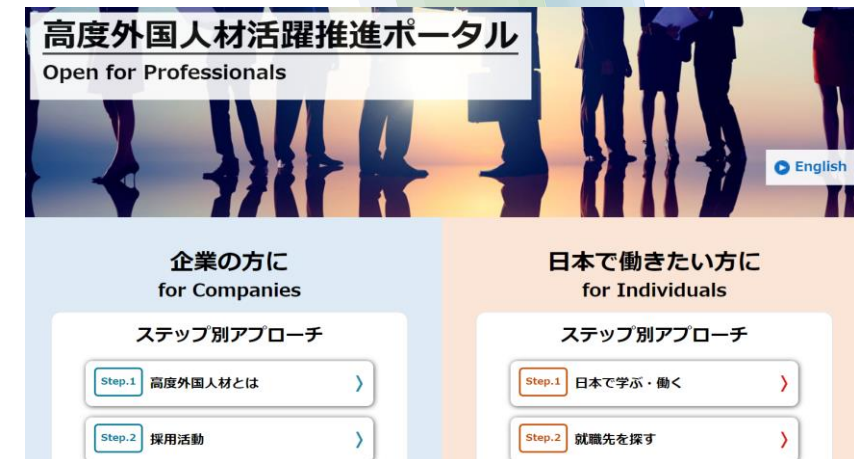 高度外国人材活躍推進ポータル
Open for Professionals
English
企業の方に
for Companies
ステップ別アプローチ
Step.1 高度外国人材とは
Step.2 採用活動
日本で働きたい方に
for Individuals
ステップ別アプローチ
Step.1 日本で学ぶ・働く
Step.2 就職先を探す